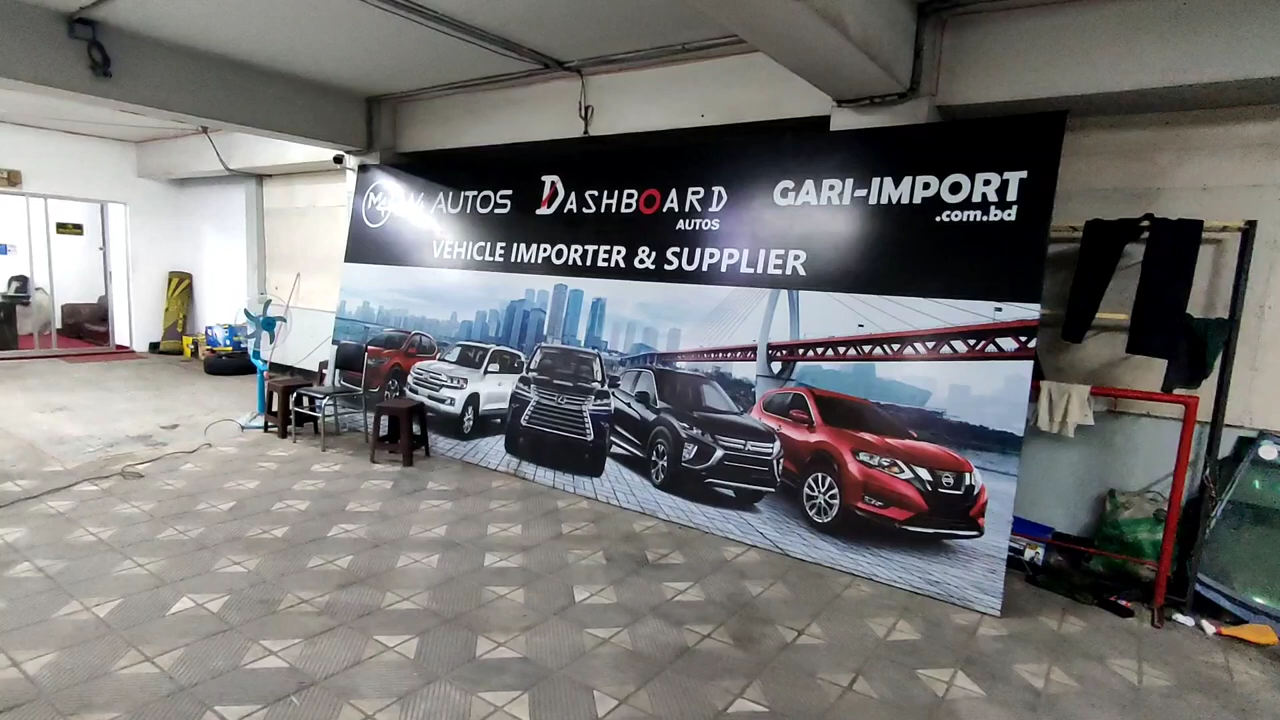 AUTOS
DASHBOARD
AUTOS
GARI-IMPORT
.com.bd
VEHICLE IMPORTER & SUPPLIER